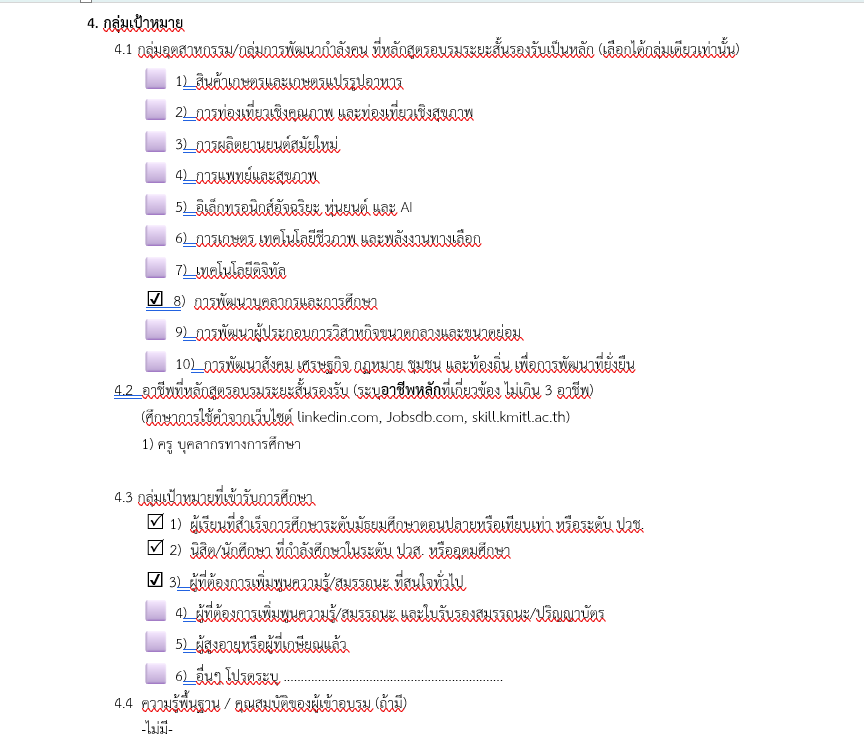 4. กลุ่มเป้าหมาย
4.1 กลุ่มอุตสาหกรรม/กลุ่มการพัฒนากำลังคน ที่หลักสูตรอบรมระยะสั้นรองรับเป็นหลัก (เลือกได้กลุ่มเดียวเท่านั้น)
1) สินค้าเกษตรและเกษตรแปรรูปอาหาร
2) การท่องเที่ยวเชิงคุณภาพ และท่องเที่ยวเชิงสุขภาพ
3) การผลิตยานยนต์สมัยใหม่
4) การแพทย์และสุขภาพ
5) อิเล็กทรอนิกส์อัจฉริยะ หุ่นยนต์ และ AI
6) การเกษตร เทคโนโลยีชีวภาพ และพลังงานทางเลือก
7) เทคโนโลยีดิจิทัล
☑ 8) การพัฒนาบุคลากรและการศึกษา
9) การพัฒนาผู้ประกอบการวิสาหกิจขนาดกลางและขนาดย่อม
10) การพัฒนาสังคม เศรษฐกิจ กฎหมาย ชุมชน และท้องถิ่น เพื่อการพัฒนาที่ยั่งยืน
4.2 อาชีพที่หลักสูตรอบรมระยะสั้นรองรับ (ระบุอาชีพหลักที่เกี่ยวข้อง ไม่เกิน 3 อาชีพ)
(ศึกษาการใช้คำจากเว็บไซต์ linkedin.com, Jobsdb.com, skill.kmitl.ac.th)
1) ครู บุคลากรทางการศึกษา
4.3 กลุ่มเป้าหมายที่เข้ารับการศึกษา
☑ 1) ผู้เรียนที่สำเร็จการศึกษาระดับมัธยมศึกษาตอนปลายหรือเทียบเท่า หรือระดับ ปวช.
☑ 2) นิสิต/นักศึกษา ที่กำลังศึกษาในระดับ ปวส. หรืออุดมศึกษา
☑ 3) ผู้ที่ต้องการเพิ่มพูนความรู้/สมรรถนะ ที่สนใจทั่วไป
4) ผู้ที่ต้องการเพิ่มพูนความรู้/สมรรถนะ และใบรับรองสมรรถนะ/ปริญญาบัตร
5) ผู้สูงอายุหรือผู้ที่เกษียณแล้ว
6) อื่นๆ โปรดระบุ ................................................................
4.4 ความรู้พื้นฐาน / คุณสมบัติของผู้เข้าอบรม (ถ้ามี)
-ไม่มี-